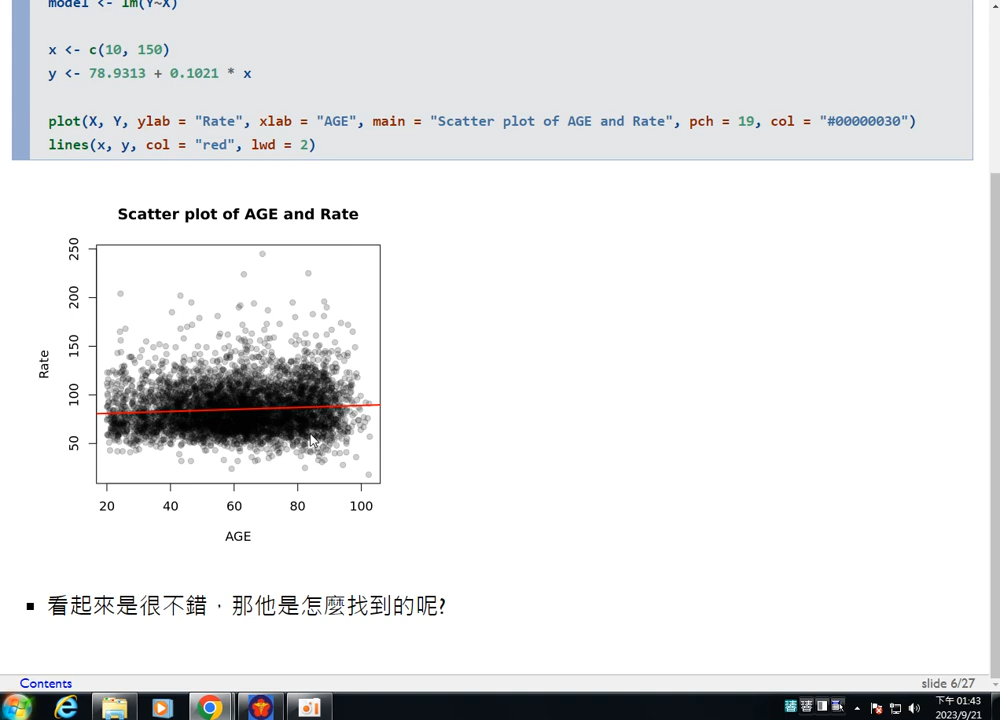 model <- lm(Y~X)
x <- c(10, 150)
y <- 78.9313 + 0.1021 * x
plot(X, Y, ylab = "Rate", xlab = "AGE", main = "Scatter plot of AGE and Rate", pch = 19, col = "#00000030")
lines(x, y, col = "red", lwd = 2)
Scatter plot of AGE and Rate
250
200
150
100
50
Rate
20 40 60 80 100
AGE
看起來是很不錯，那他是怎麼找到的呢?
Contents
slide 6/27
下午 01:43
2023/9/21